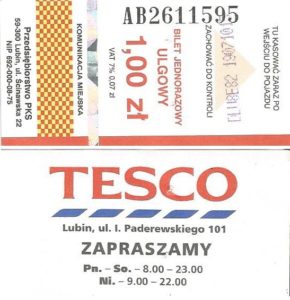 AB2611595
Przedsiębiorstwo PKS
59-300 Lubin, ul. Ścinawska 22
NIP 692-000-08-75
KOMUNIKACJA MIEJSKA
1,00 zł
VAT 7% 0.07 zł
BILET JEDNORAZOWY
ULGOWY
ZACHOWAĆ DO KONTROLI
TU KASOWAĆ ZARAZ PO
WEJŚCIU DO POJAZDU
TESCO
Lubin, ul. I. Paderewskiego 101
ZAPRASZAMY
Pn. – So. – 8.00 – 23.00
Ni. – 9.00 – 22.00